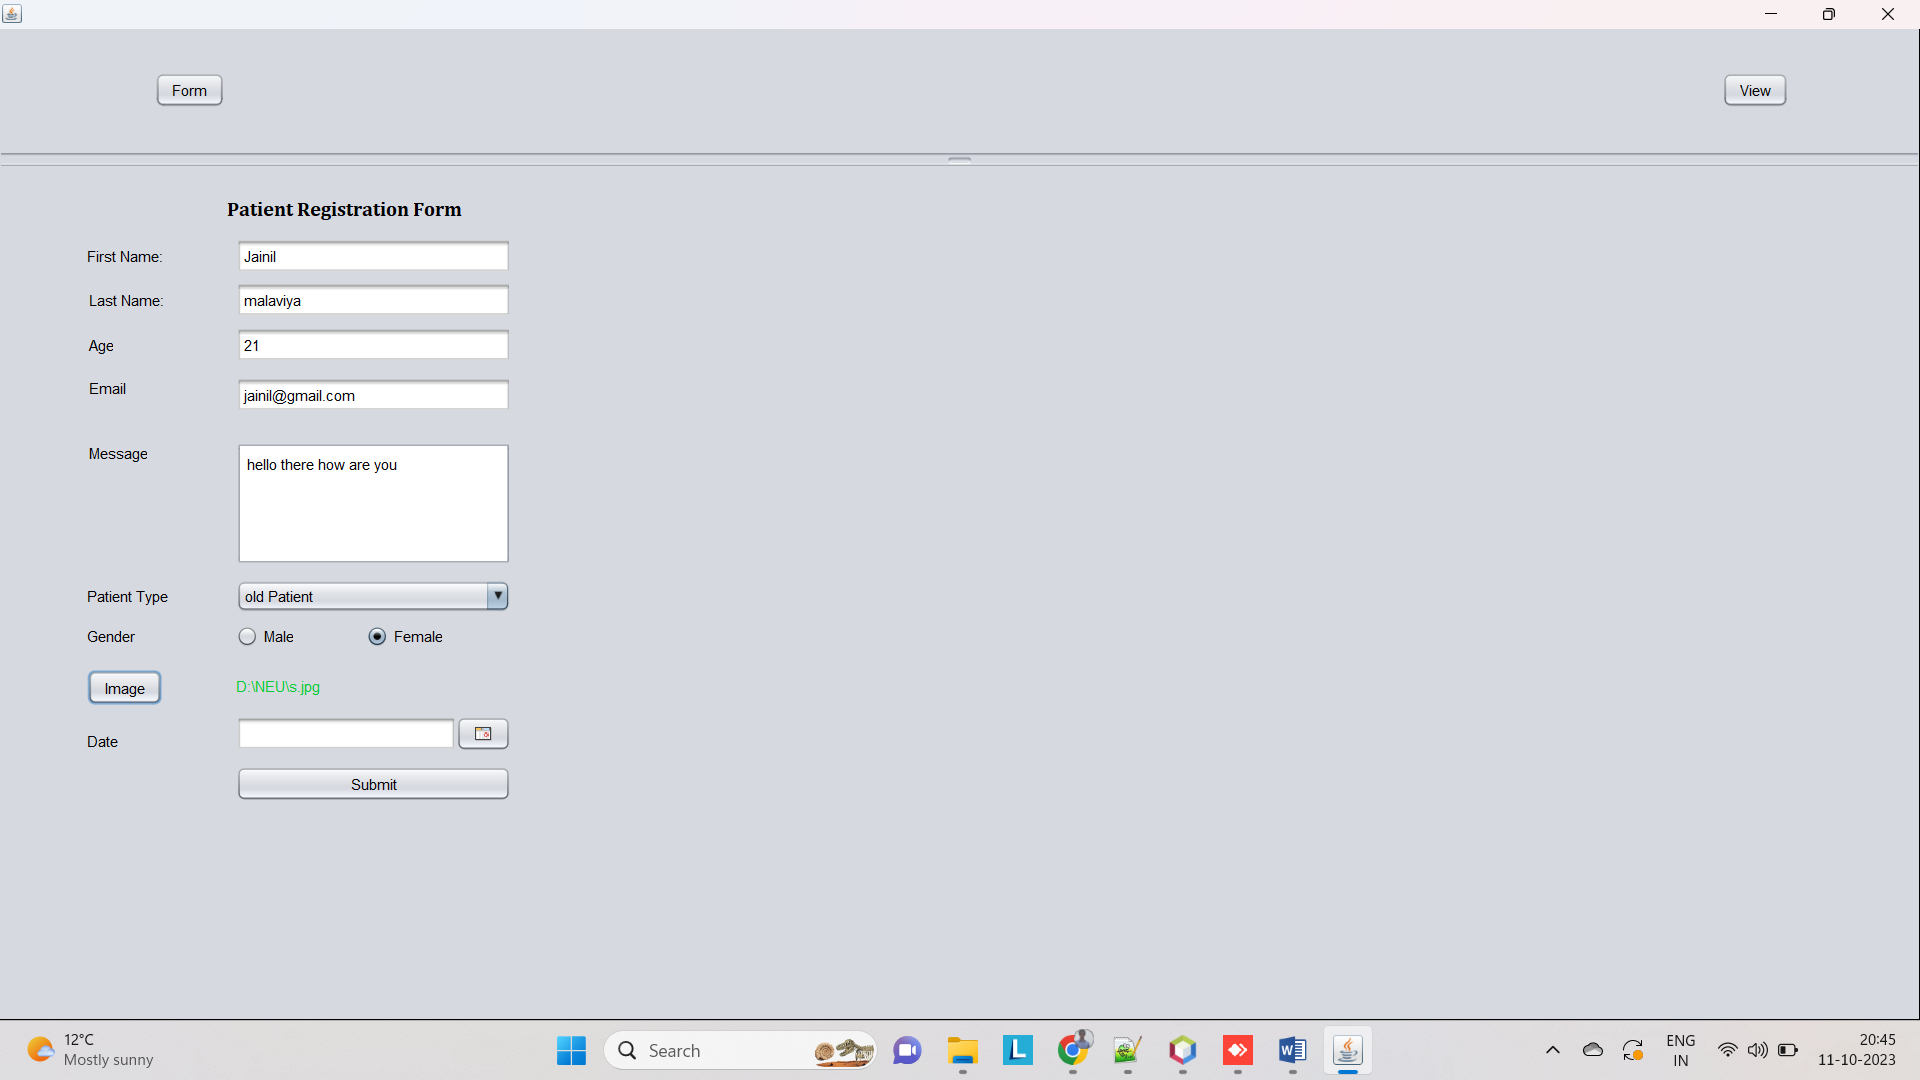 Form
View
Patient Registration Form
First Name:
Jainil
Last Name:
malaviya
Age
21
Email
jainil@gmail.com
Message
hello there how are you
Patient Type
old Patient
Gender
Male
Female
Image
D:\NEU\s.jpg
Date
Submit
12°C
Mostly sunny
Search
L
W
ENG
IN
20:45
11-10-2023